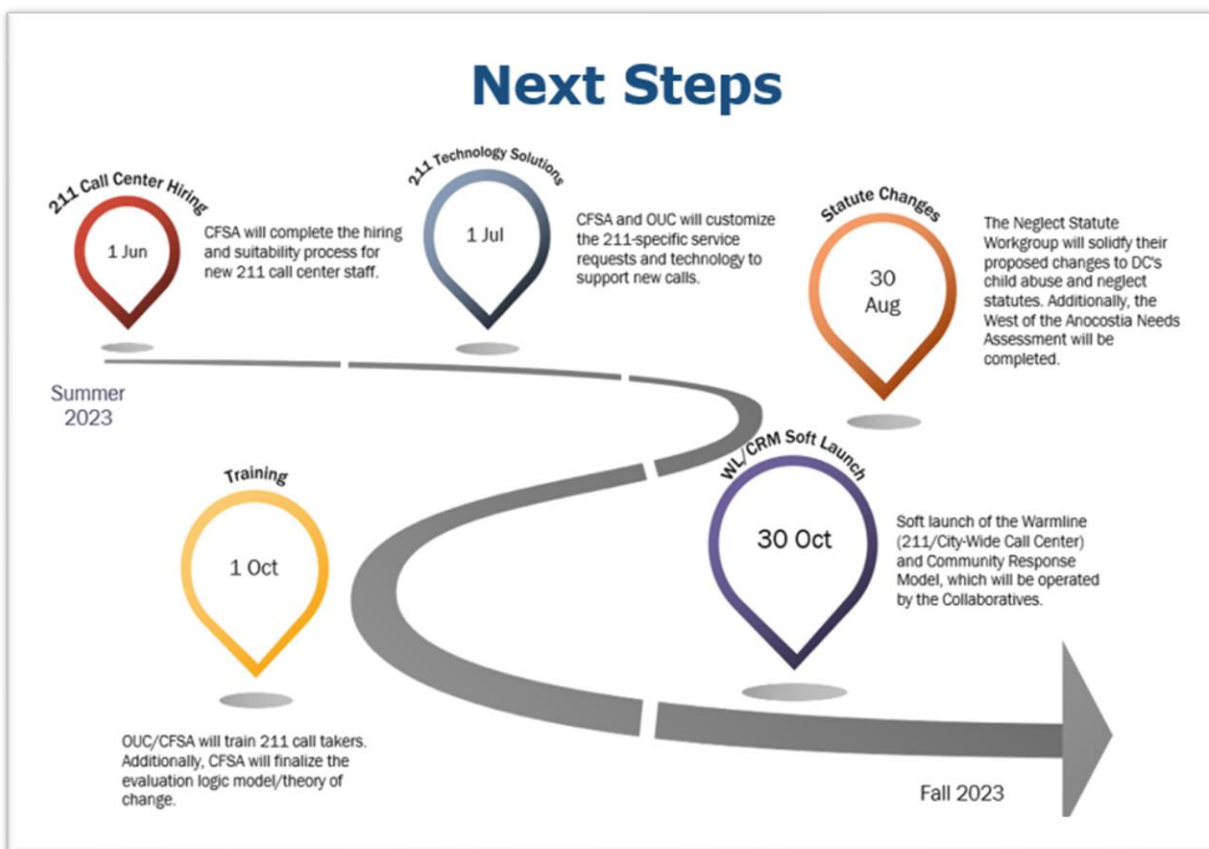 Next Steps
211 Call Center Hiring
1 Jun
CFSA will complete the hiring
and suitability process for
new 211 call center staff.
211 Technology Solutions
1 Jul
CFSA and OUC will customize
the 211-specific service
requests and technology to
support new calls.
Statute Changes
30
Aug
The Neglect Statute
Workgroup will solidfy their
proposed changes to DC's
child abuse and neglect
statutes. Additionally, the
West of the Anocostia Needs
Assessment will be
completed.
Summer
2023
Training
1 Oct
OUC/CFSA will train 211 call takers.
Additionally, CFSA will finalize the
evaluation logic model/theory of
change.
WL/CRM Soft Launch
30 Oct
Soft launch of the Warmline
(211/City-Wide Call Center)
and Community Response
Model, which will be operated
by the Collaboratives.
Fall 2023